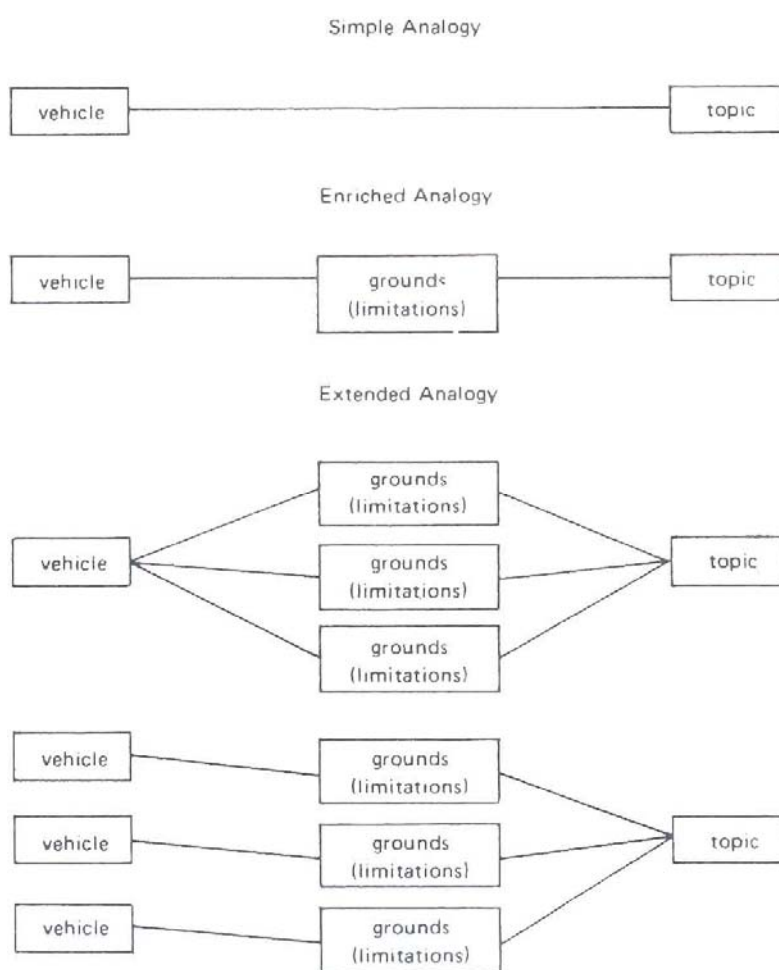 Simple Analogy
vehicle topic
Enriched Analogy
vehicle grounds topic
(limitations)
Extended Analogy
grounds
(limitations)
vehicle grounds topic
(limitations)
grounds
(limitations)
vehicle grounds
(limitations)
vehicle grounds topic
(limitations)
vehicle grounds
(limitations)